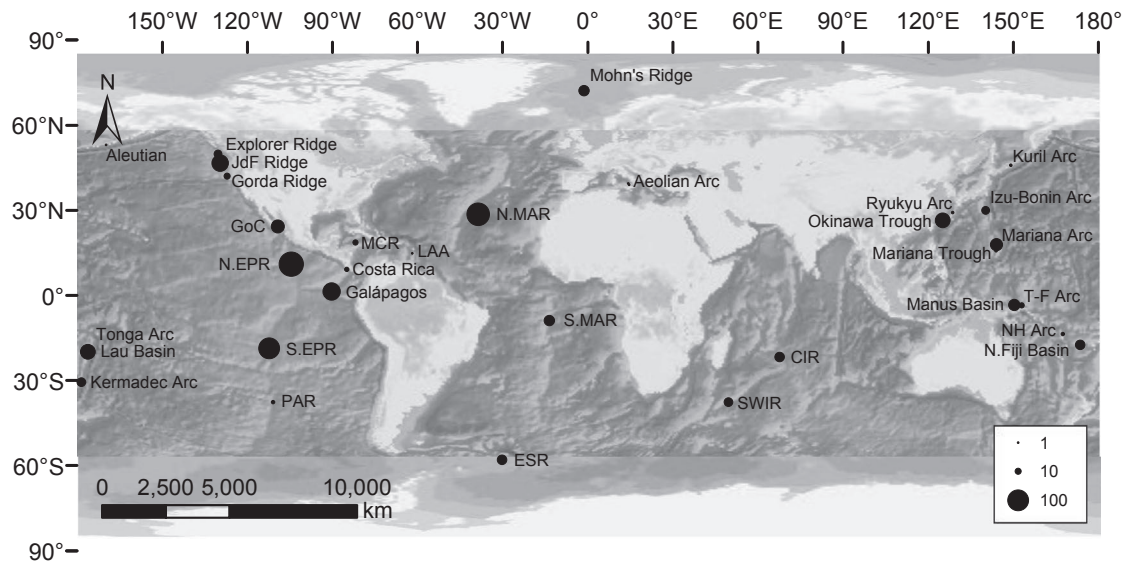 150°W 120°W 90°W 60°W 30°W 0° 30°E 60°E 90°E 120°E 150°E 180°
90°
N
Mohn's Ridge
60°N
Aleutian
Explorer Ridge
JdF Ridge
Gorda Ridge
Kuril Arc
Aeolian Arc
Ryukyu Arc
Izu-Bonin Arc
30°N
GoC
N.MAR
Okinawa Trough
MCR
LAA
Mariana Arc
Mariana Trough
N.EPR
Costa Rica
0°
Galápagos
Manus Basin
T-F Arc
S.MAR
Tonga Arc
Lau Basin
S.EPR
CIR
NH Arc
N.Fiji Basin
30°S
Kermadec Arc
PAR
SWIR
60°S
ESR
1
10
100
0 2,500 5,000 10,000
km
90°